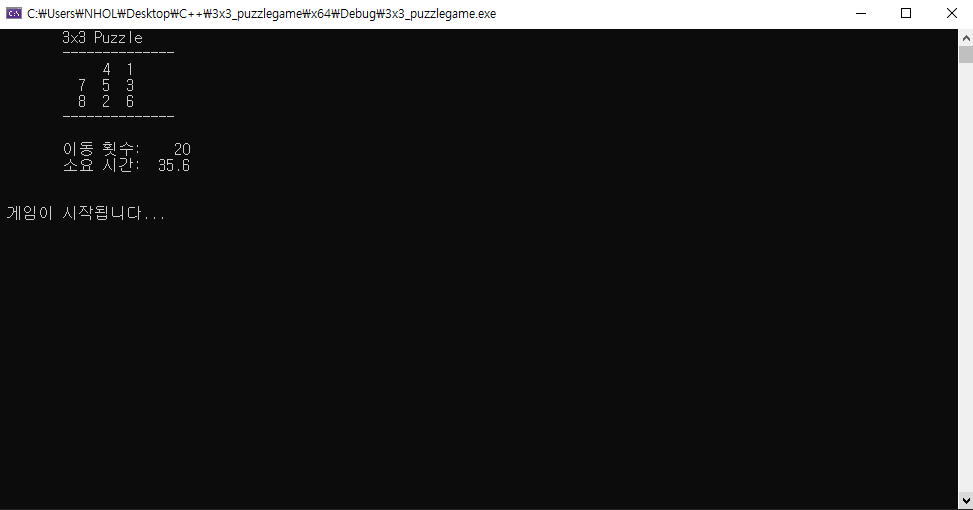 C:\Users\NHOL\Desktop\C++\3x3_puzzlegame\x64\Debug\3x3_puzzlegame.exe
3x3 Puzzle
--------------
4 1
7 5 3
8 2 6
--------------
이동 횟수: 20
소요 시간: 35.6
게임이 시작됩니다...